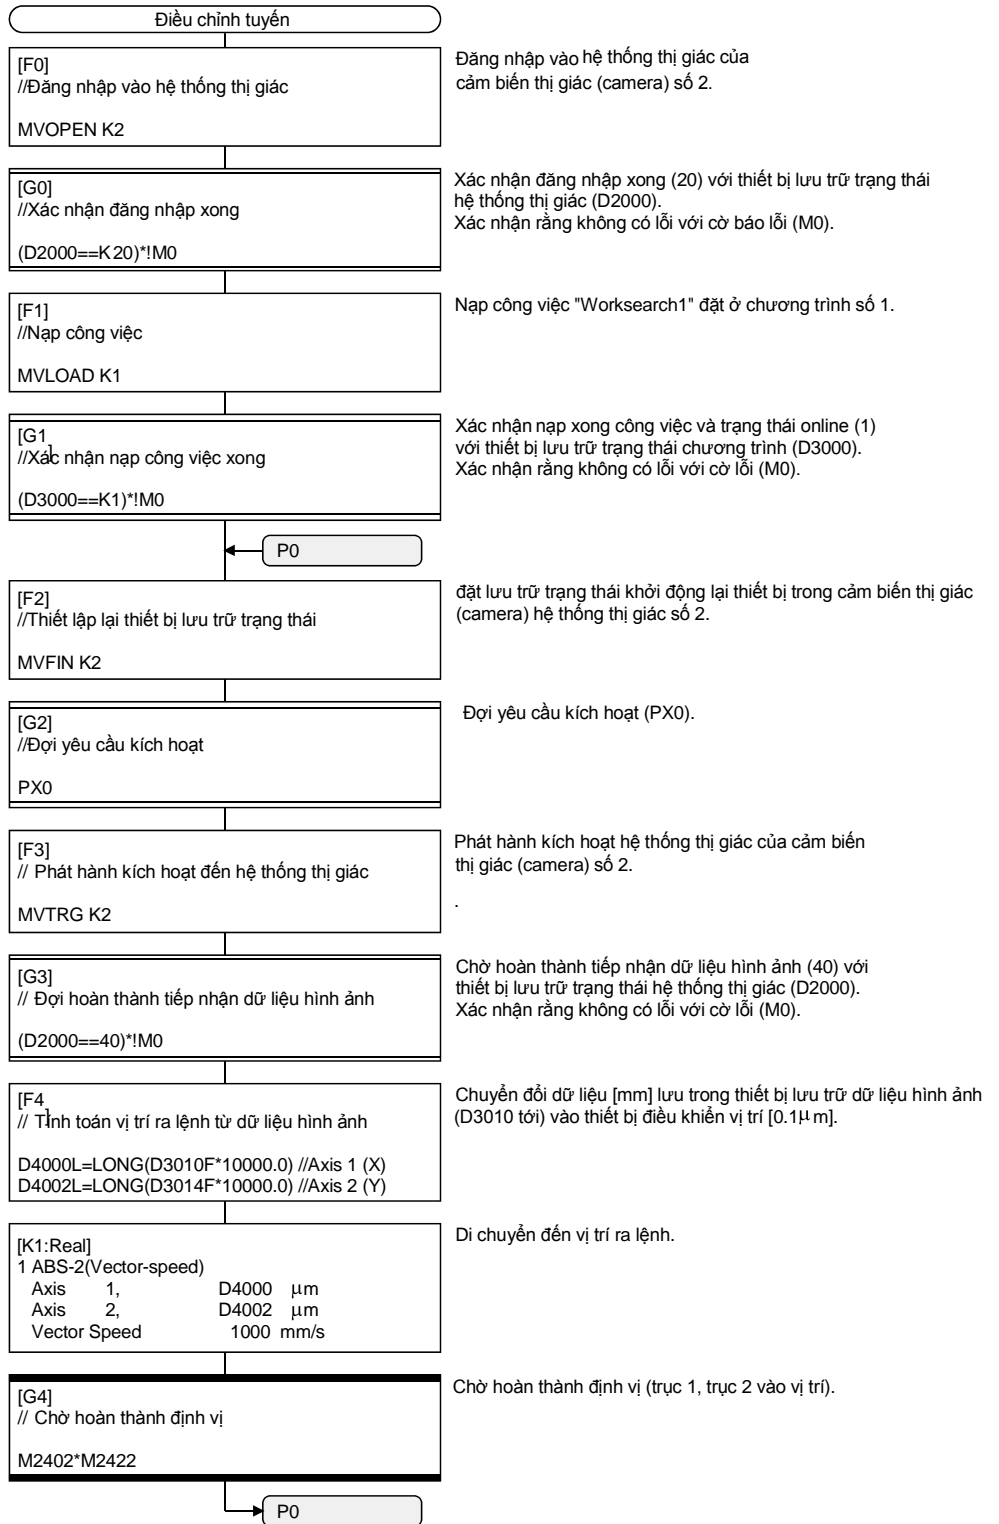 Điều chỉnh tuyến
[F0]
//Đăng nhập vào hệ thống thị giác
MVOPEN K2
Đăng nhập vào hệ thống thị giác của
cảm biến thị giác (camera) số 2.
[G0]
//Xác nhận đăng nhập xong
(D2000==K20)*!M0
Xác nhận đăng nhập xong (20) với thiết bị lưu trữ trạng thái
hệ thống thị giác (D2000).
Xác nhận rằng không có lỗi với cờ báo lỗi (M0).
[F1]
//Nạp công việc
MVLOAD K1
Nạp công việc "Worksearch1" đặt ở chương trình số 1.
[G1]
//Xác nhận nạp công việc xong
(D3000==K1)*!M0
Xác nhận nạp xong công việc và trạng thái online (1)
với thiết bị lưu trữ trạng thái chương trình (D3000).
Xác nhận rằng không có lỗi với cờ lỗi (M0).
P0
[F2]
//Thiết lập lại thiết bị lưu trữ trạng thái
MVFIN K2
đặt lưu trữ trạng thái khởi động lại thiết bị trong cảm biến thị giác
(camera) hệ thống thị giác số 2.
[G2]
//Đợi yêu cầu kích hoạt
PX0
Đợi yêu cầu kích hoạt (PX0).
[F3]
// Phát hành kích hoạt đến hệ thống thị giác
MVTRG K2
Phát hành kích hoạt hệ thống thị giác của cảm biến
thị giác (camera) số 2.
.
[G3]
// Đợi hoàn thành tiếp nhận dữ liệu hình ảnh
(D2000==40)*!M0
Chờ hoàn thành tiếp nhận dữ liệu hình ảnh (40) với
thiết bị lưu trữ trạng thái hệ thống thị giác (D2000).
Xác nhận rằng không có lỗi với cờ lỗi (M0).
[F4]
// Tính toán vị trí ra lệnh từ dữ liệu hình ảnh
D4000L=LONG(D3010F*10000.0) //Axis 1 (X)
D4002L=LONG(D3014F*10000.0) //Axis 2 (Y)
Chuyển đổi dữ liệu [mm] lưu trong thiết bị lưu trữ dữ liệu hình ảnh
(D3010 tới) vào thiết bị điều khiển vị trí [0.1μ m].
[K1:Real]
1 ABS-2(Vector-speed)
Axis 1, D4000 μm
Axis 2, D4002 μm
Vector Speed 1000 mm/s
Di chuyển đến vị trí ra lệnh.
[G4]
// Chờ hoàn thành định vị
M2402*M2422
Chờ hoàn thành định vị (trục 1, trục 2 vào vị trí).
P0